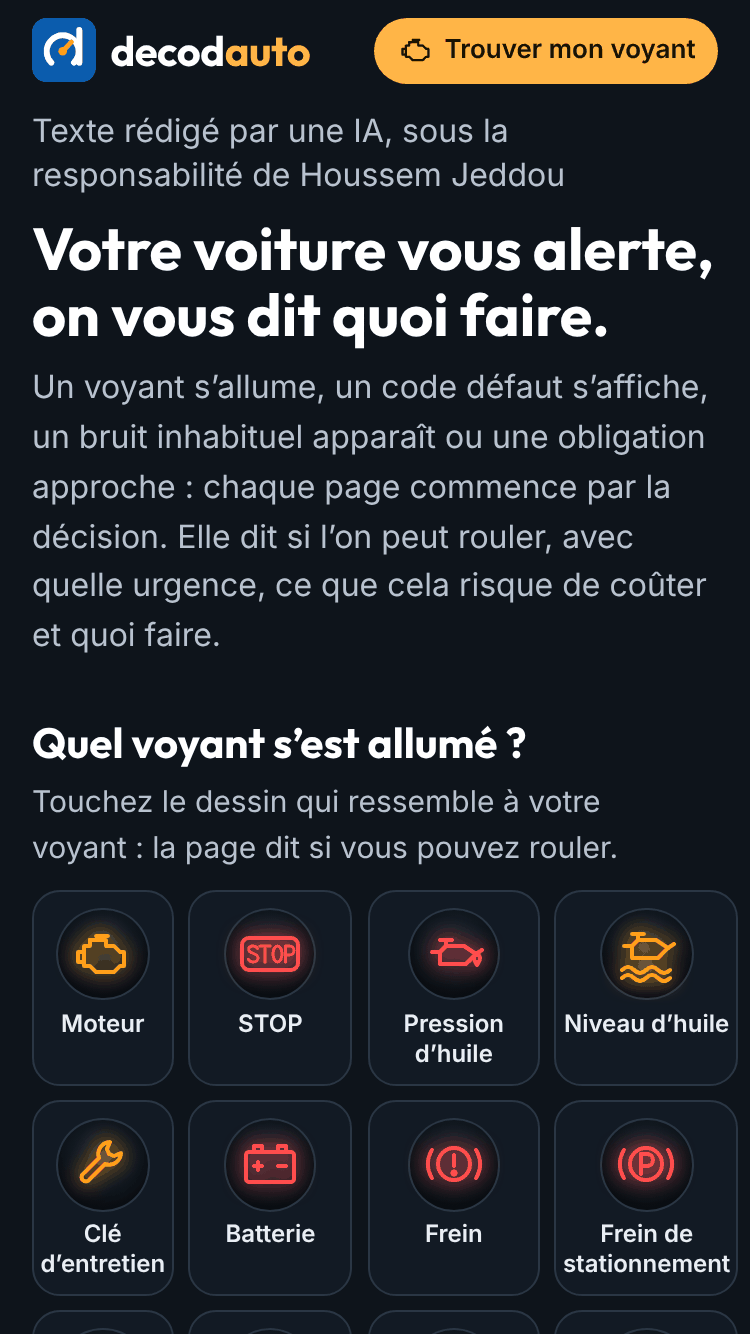 decodauto
Trouver mon voyant
Texte rédigé par une IA, sous la
responsabilité de Houssem Jeddou
Votre voiture vous alerte,
on vous dit quoi faire.
Un voyant s’allume, un code défaut s’affiche,
un bruit inhabituel apparaît ou une obligation
approche : chaque page commence par la
décision. Elle dit si l’on peut rouler, avec
quelle urgence, ce que cela risque de coûter
et quoi faire.
Quel voyant s’est allumé ?
Touchez le dessin qui ressemble à votre
voyant : la page dit si vous pouvez rouler.
STOP
Moteur
STOP
Pression
d’huile
Niveau d’huile
P
Clé
d’entretien
Batterie
Frein
Frein de
stationnement